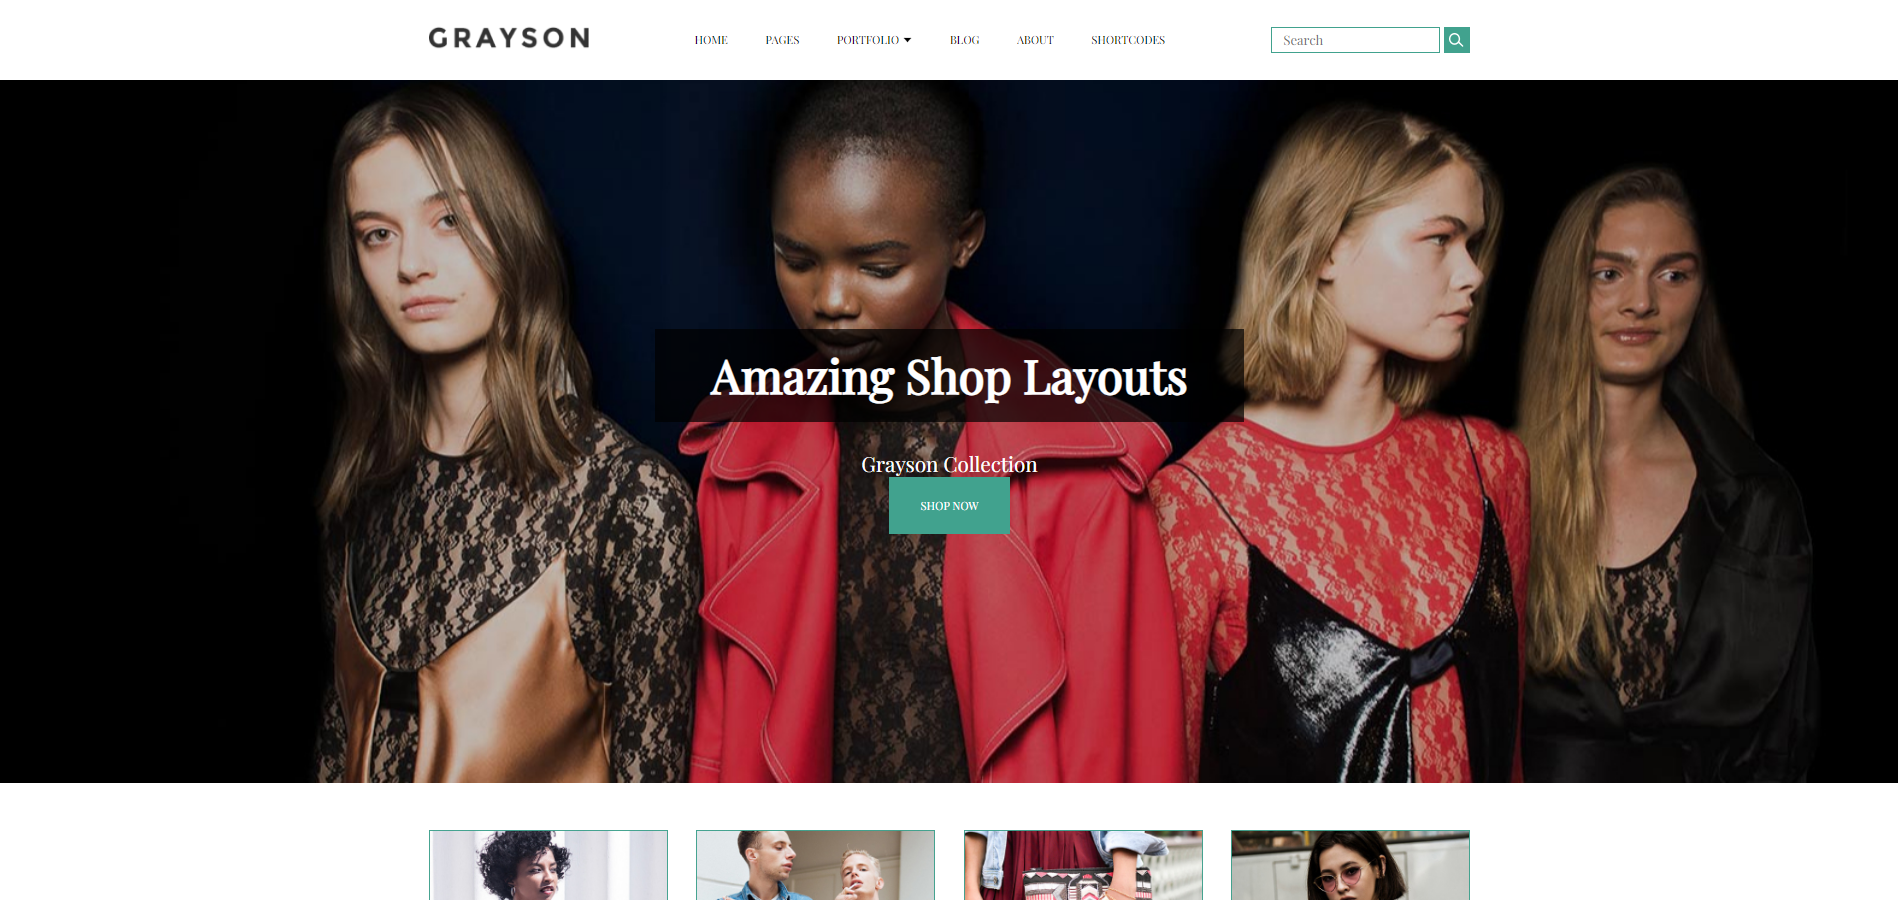 GRAYSON
HOME PAGES PORTFOLIO BLOG ABOUT SHORTCODES
Search
Amazing Shop Layouts
Grayson Collection
SHOP NOW